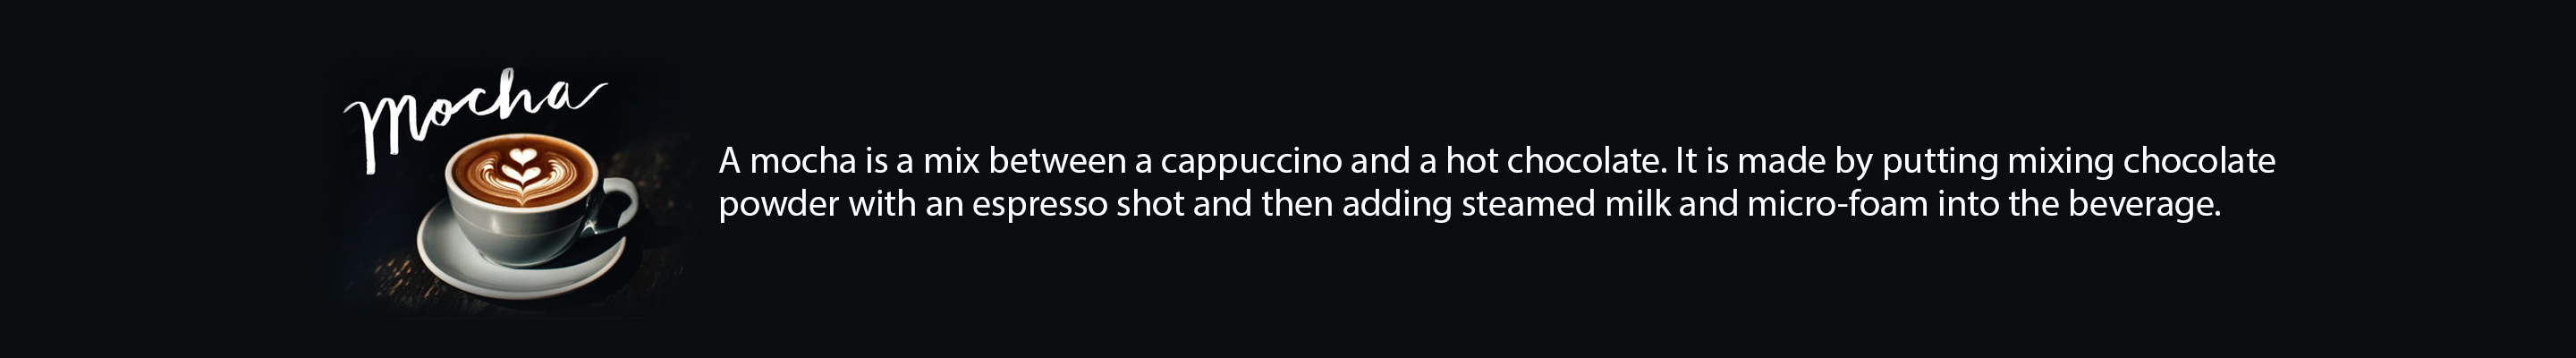 Mocha
A mocha is a mix between a cappuccino and a hot chocolate. It is made by putting mixing chocolate
powder with an espresso shot and then adding steamed milk and micro-foam into the beverage.